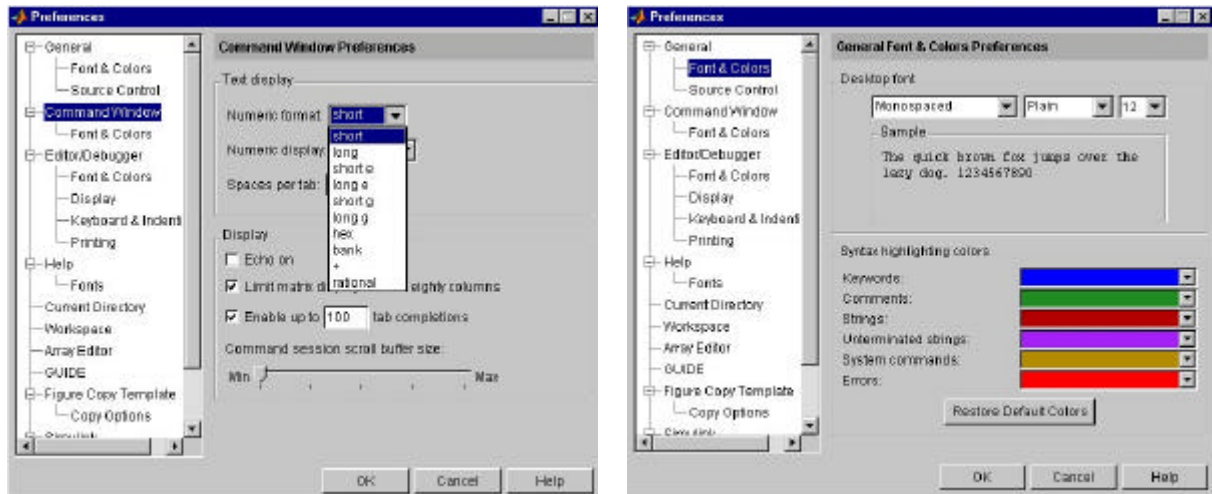 Preferences
General
Font & Colors
Source Control
Command Window
Font & Colors
Editor/Debugger
Font & Colors
Display
Keyboard & Indenti
Printing
Help
Fonts
Current Directory
Workspace
Array Editor
GUIDE
Figure Copy Template
Copy Options
Simulink
Command Window Preferences
Text display
Numeric format: short
short
long
short e
long e
short g
long g
hex
bank
+
rational
Numeric display:
Spaces per tab:
Display
Echo on
Limit matrix di eighty columns
Enable up to 100 tab completions
Command session scroll buffer size:
Min Max
OK Cancel Help
Preferences
General
Font & Colors
Source Control
Command Window
Font & Colors
Editor/Debugger
Font & Colors
Display
Keyboard & Indenti
Printing
Help
Fonts
Current Directory
Workspace
Array Editor
GUIDE
Figure Copy Template
Copy Options
Simulink
General Font & Colors Preferences
Desktop font
Monospaced Plain 12
Sample
The quick brown fox jumps over the
lazy dog. 1234567890
Syntax highlighting colors
Keywords:
Comments:
Strings:
Unterminated strings:
System commands:
Errors:
Restore Default Colors
OK Cancel Help